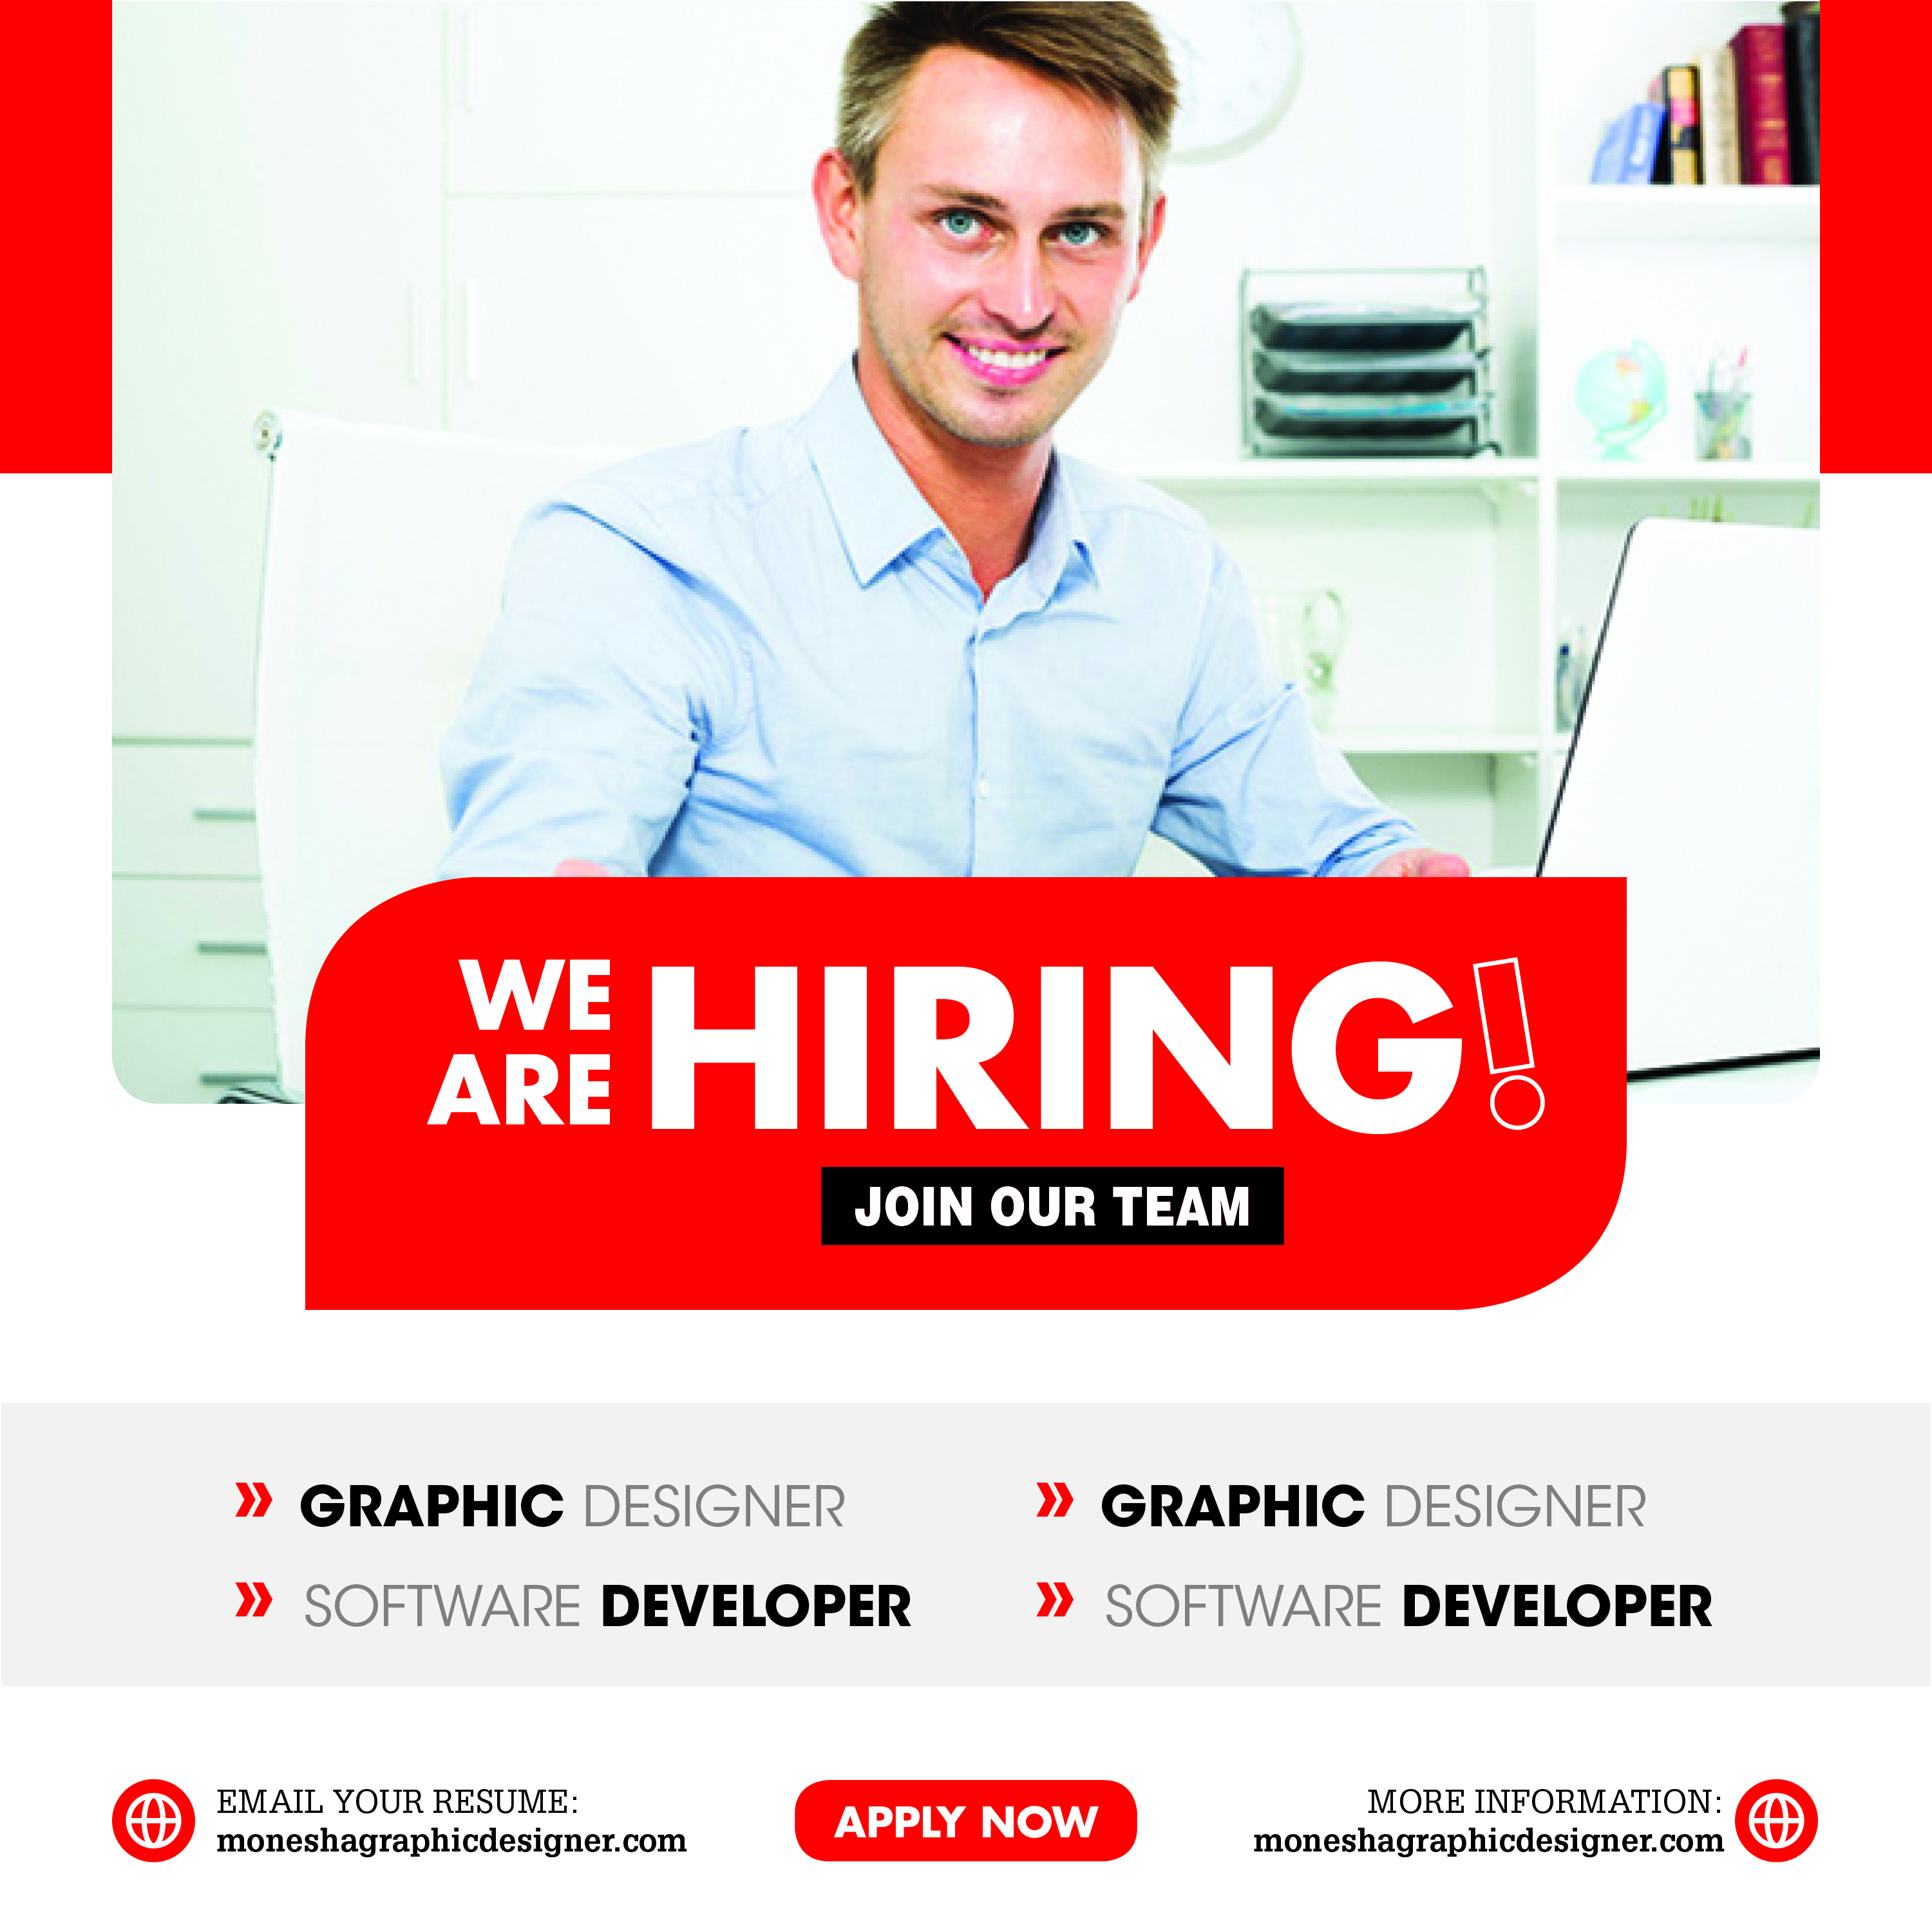 WE
ARE
HIRING!
JOIN OUR TEAM
GRAPHIC DESIGNER
SOFTWARE DEVELOPER
GRAPHIC DESIGNER
SOFTWARE DEVELOPER
EMAIL YOUR RESUME:
moneshagraphicdesigner.com
APPLY NOW
MORE INFORMATION:
moneshagraphicdesigner.com